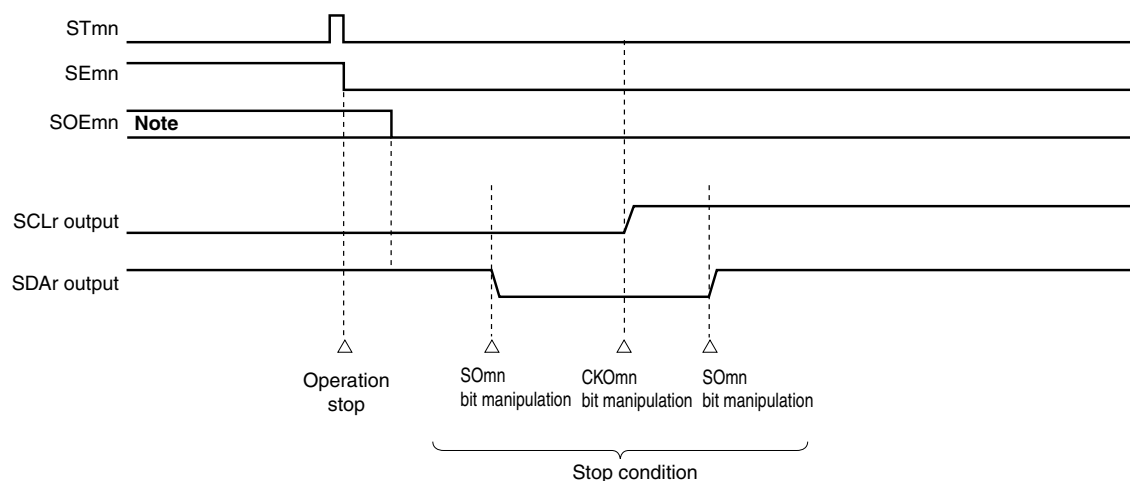 STmn
SEmn
SOEmn
Note
SCLr output
SDAr output
Operation
stop
SOmn
bit manipulation
CKOmn
bit manipulation
SOmn
bit manipulation
Stop condition